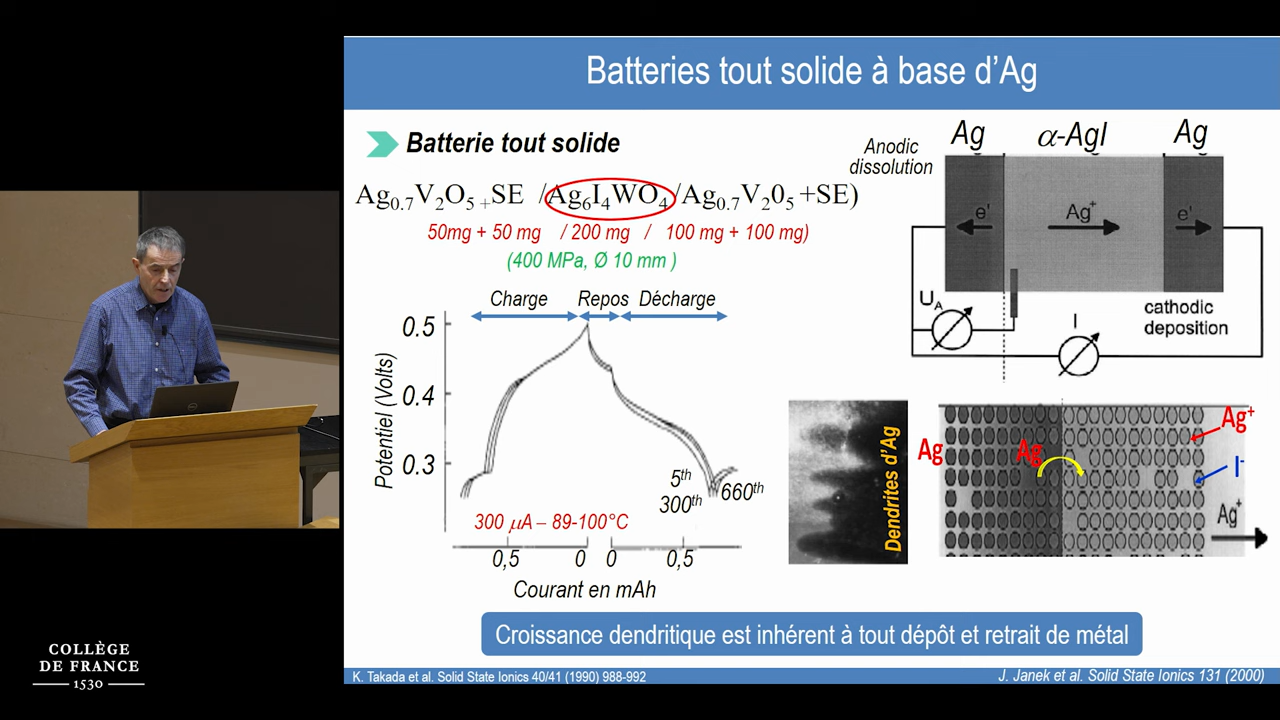 Batteries tout solide à base d'Ag
Batterie tout solide
Ag0.7V2O5 +SE /Ag6I4WO4/Ag0.7V205 +SE)
50mg + 50 mg / 200 mg / 100 mg + 100 mg)
(400 MPa, Ø 10 mm )
Charge Repos Décharge
Potentiel (Volts)
0.5
0.4
0.3
5th
300th
660th
300 µA – 89-100°C
0,5 0 0 0,5
Courant en mAh
Anodic
dissolution
Ag α-AgI Ag
e' Ag+ e'
UA
I
cathodic
deposition
Dendrites d'Ag
Ag Ag
Ag+
I-
Ag+
Croissance dendritique est inhérent à tout dépôt et retrait de métal
K. Takada et al. Solid State Ionics 40/41 (1990) 988-992
J. Janek et al. Solid State Ionics 131 (2000)
COLLÈGE
DE FRANCE
1530